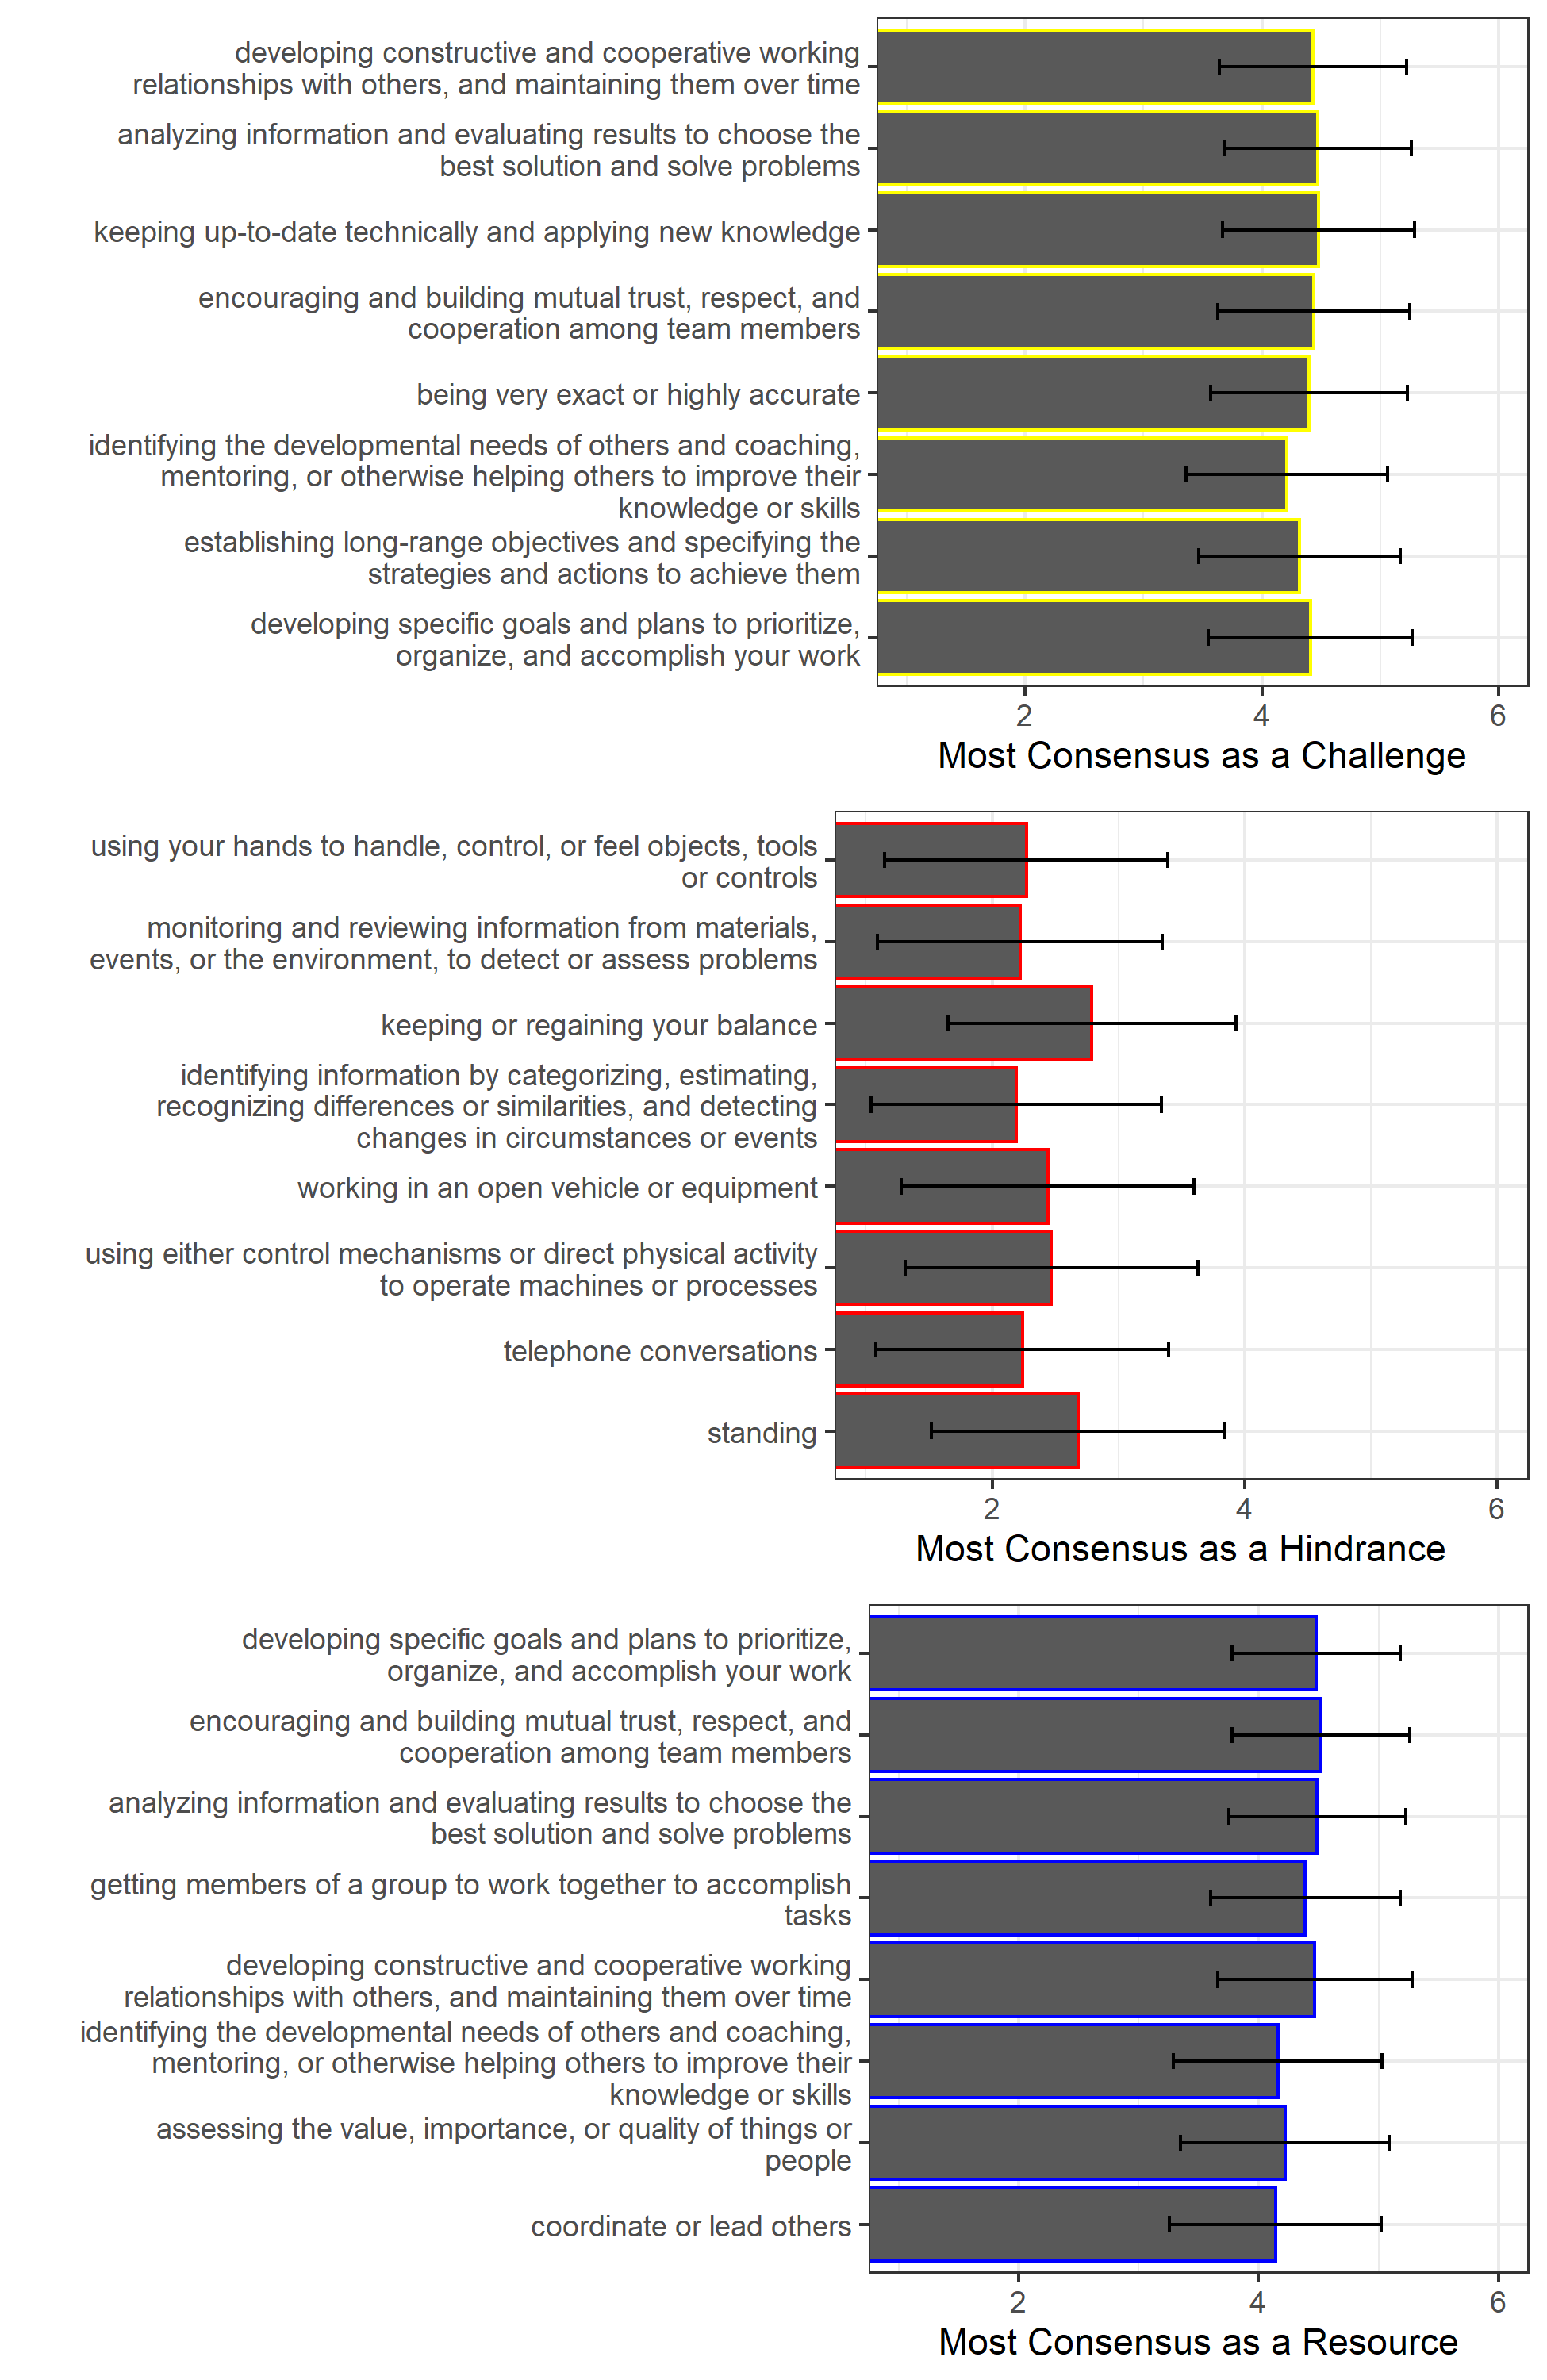 developing constructive and cooperative working
relationships with others, and maintaining them over time
analyzing information and evaluating results to choose the
best solution and solve problems
keeping up-to-date technically and applying new knowledge
encouraging and building mutual trust, respect, and
cooperation among team members
being very exact or highly accurate
identifying the developmental needs of others and coaching,
mentoring, or otherwise helping others to improve their
knowledge or skills
establishing long-range objectives and specifying the
strategies and actions to achieve them
developing specific goals and plans to prioritize,
organize, and accomplish your work
2 4 6
Most Consensus as a Challenge
using your hands to handle, control, or feel objects, tools
or controls
monitoring and reviewing information from materials,
events, or the environment, to detect or assess problems
keeping or regaining your balance
identifying information by categorizing, estimating,
recognizing differences or similarities, and detecting
changes in circumstances or events
working in an open vehicle or equipment
using either control mechanisms or direct physical activity
to operate machines or processes
telephone conversations
standing
2 4 6
Most Consensus as a Hindrance
developing specific goals and plans to prioritize,
organize, and accomplish your work
encouraging and building mutual trust, respect, and
cooperation among team members
analyzing information and evaluating results to choose the
best solution and solve problems
getting members of a group to work together to accomplish
tasks
developing constructive and cooperative working
relationships with others, and maintaining them over time
identifying the developmental needs of others and coaching,
mentoring, or otherwise helping others to improve their
knowledge or skills
assessing the value, importance, or quality of things or
people
coordinate or lead others
2 4 6
Most Consensus as a Resource